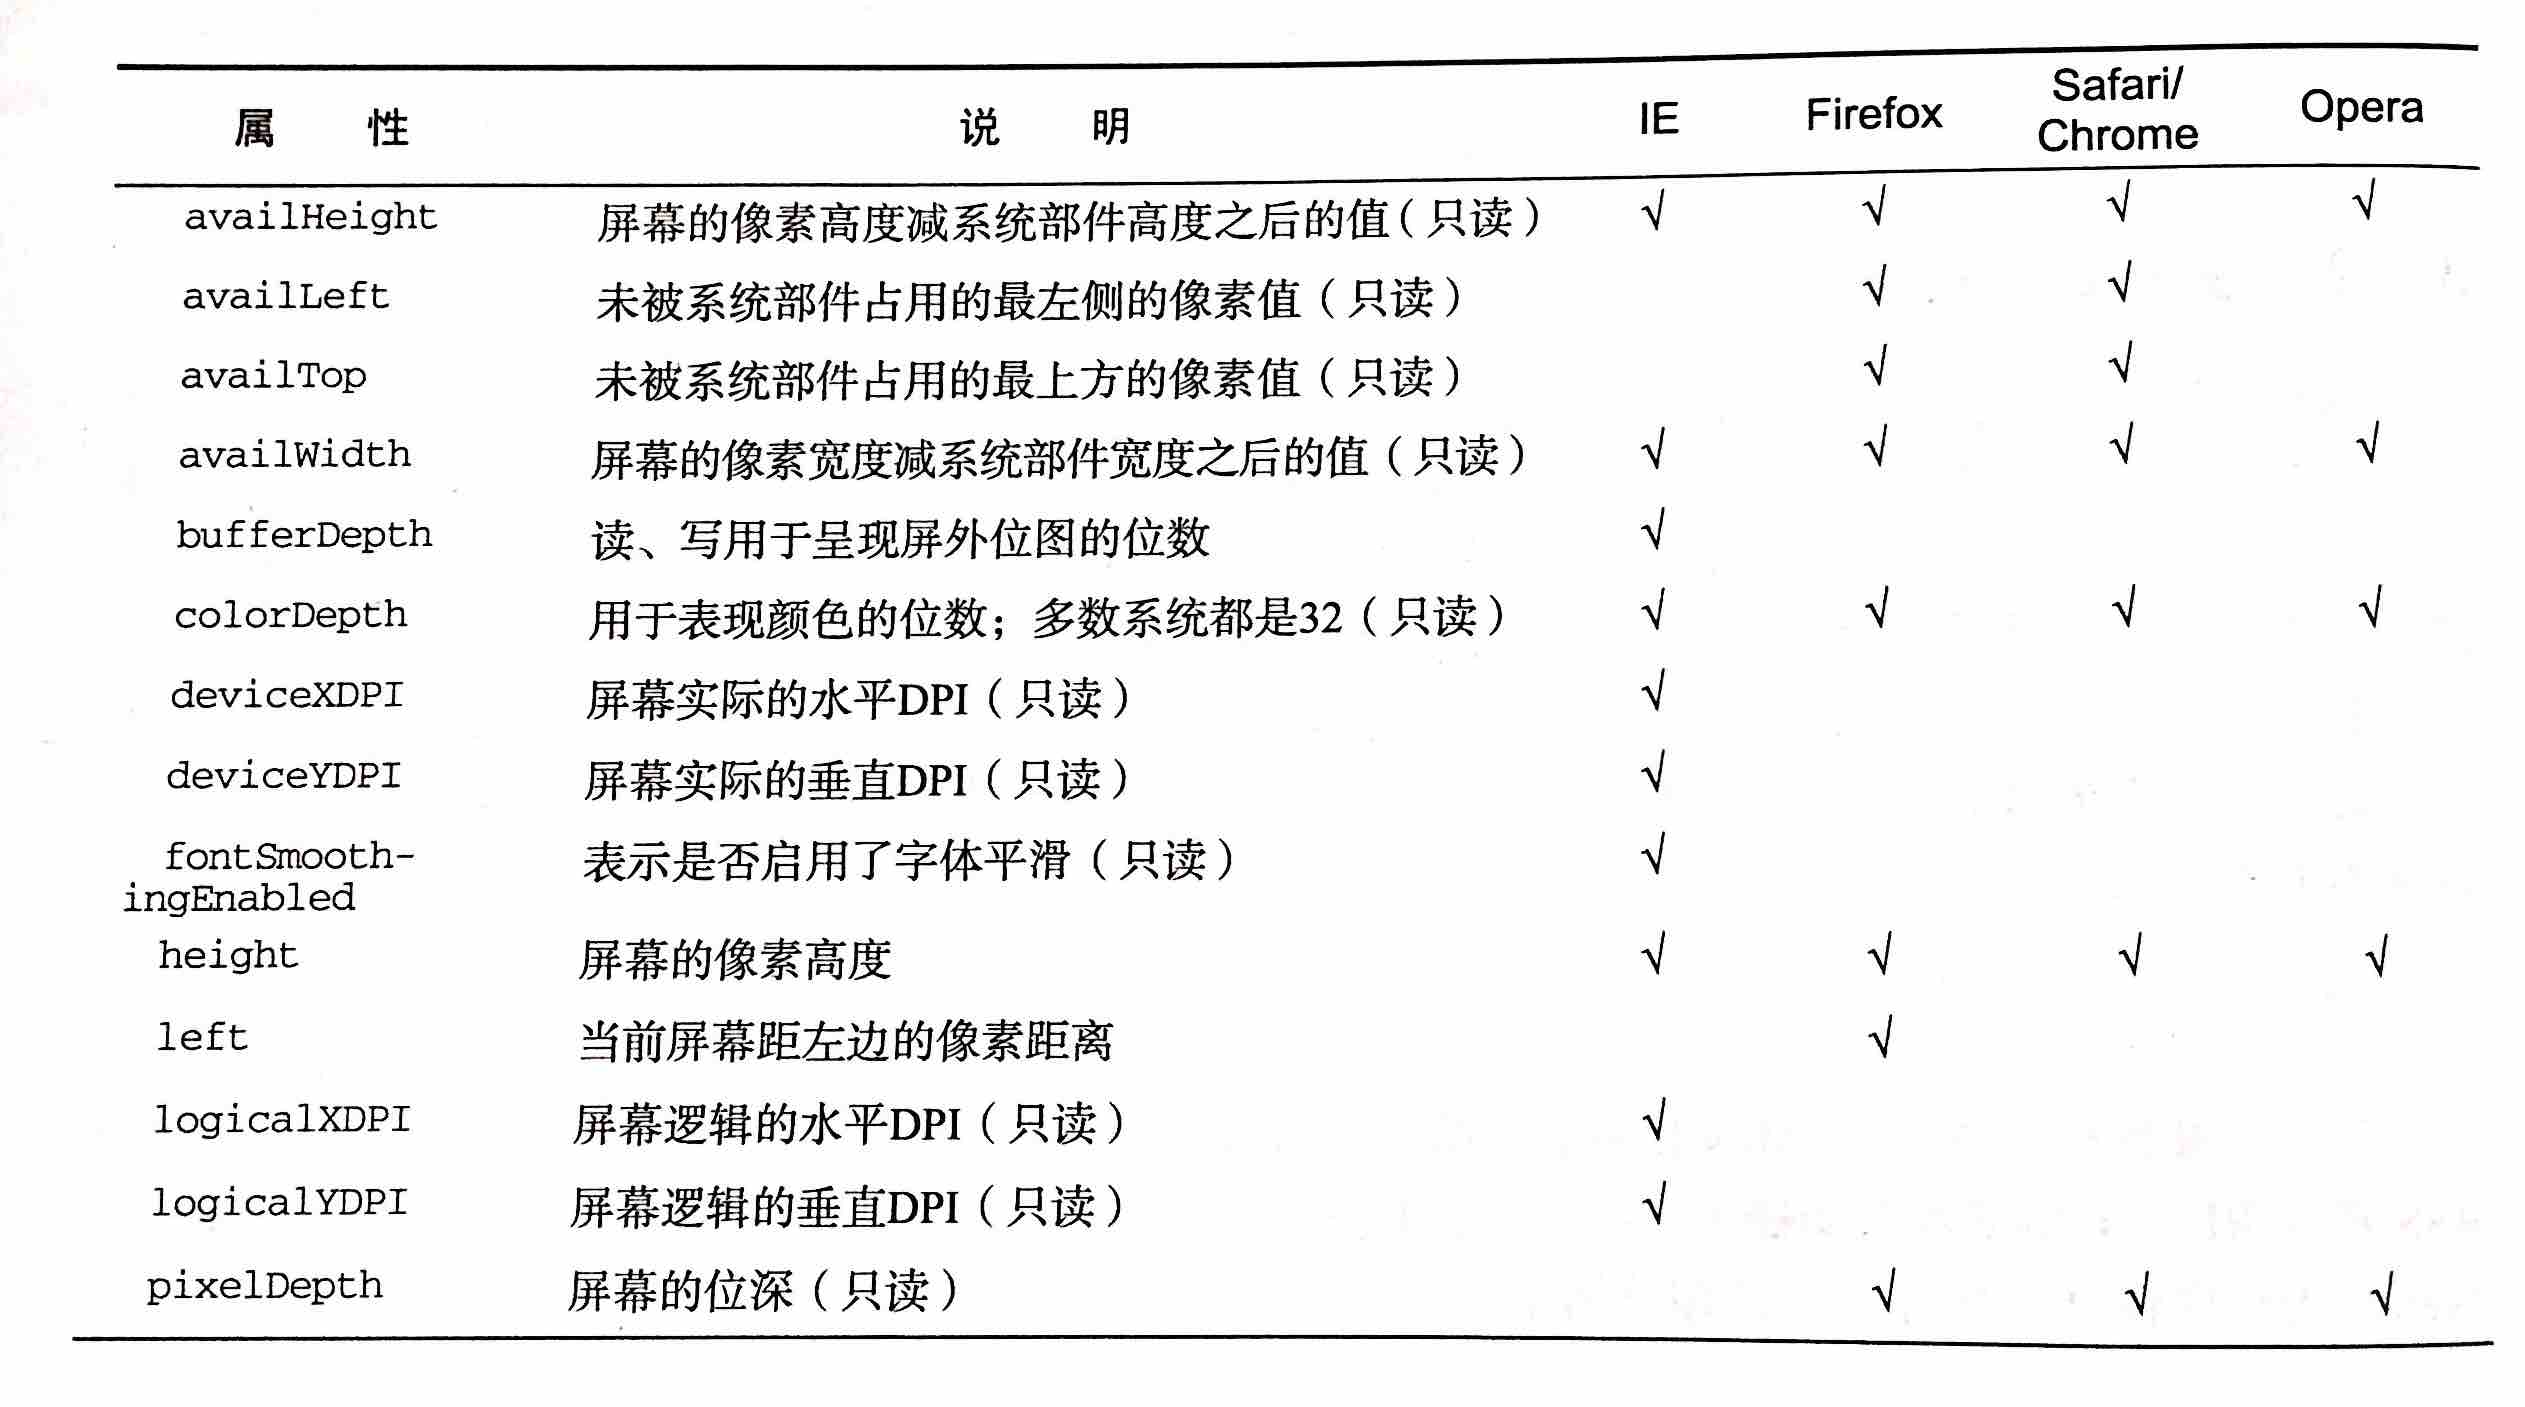 属 性 说 明 IE Firefox Safari/
Chrome Opera
availHeight 屏幕的像素高度减系统部件高度之后的值（只读） √ √ √ √
availLeft 未被系统部件占用的最左侧的像素值（只读） √ √
availTop 未被系统部件占用的最上方的像素值（只读） √ √
availWidth 屏幕的像素宽度减系统部件宽度之后的值（只读） √ √ √ √
bufferDepth 读、写用于呈现屏外位图的位数 √
colorDepth 用于表现颜色的位数；多数系统都是32（只读） √ √ √ √
deviceXDPI 屏幕实际的水平DPI（只读） √
deviceYDPI 屏幕实际的垂直DPI（只读） √
fontSmooth- 表示是否启用了字体平滑（只读） √
ingEnabled
height 屏幕的像素高度 √ √ √ √
left 当前屏幕距左边的像素距离 √
logicalXDPI 屏幕逻辑的水平DPI（只读） √
logicalYDPI 屏幕逻辑的垂直DPI（只读） √
pixelDepth 屏幕的位深（只读） √ √ √